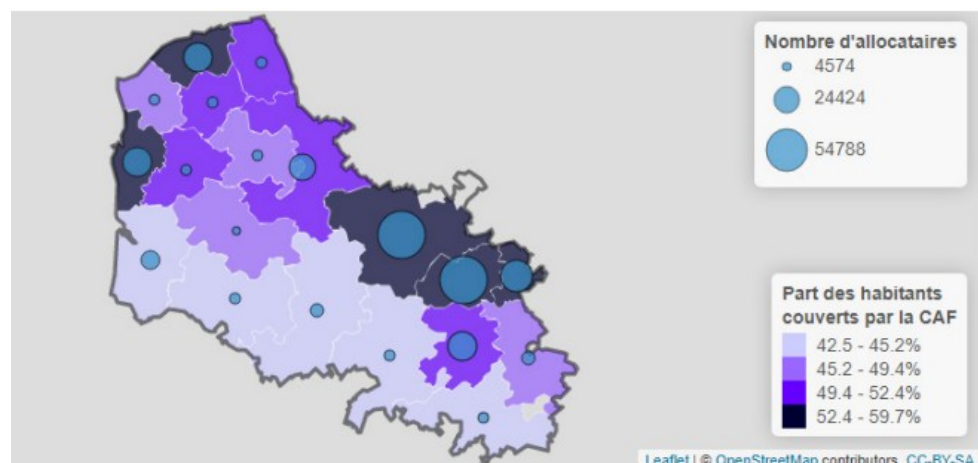 Nombre d'allocataires
4574
24424
54788
Part des habitants
couverts par la CAF
42.5 - 45.2%
45.2 - 49.4%
49.4 - 52.4%
52.4 - 59.7%
Leaflet | © OpenStreetMap contributors, CC-BY-SA